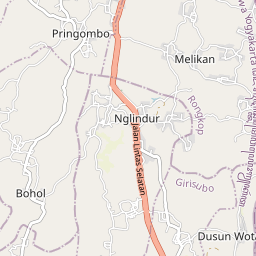 Pringombo
Melikan
Rongkop
Nglindur
Jalan Lintas Selatan
Girisubo
Bohol
Dusun Wota